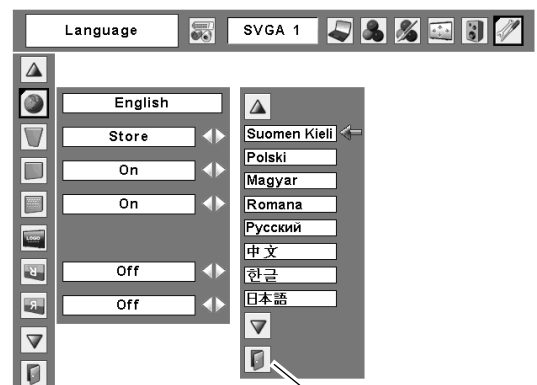 Language
SVGA 1
English
Store
On
On
LOGO
Off
Off
Suomen Kieli
Polski
Magyar
Romana
Русский
中文
한글
日本語